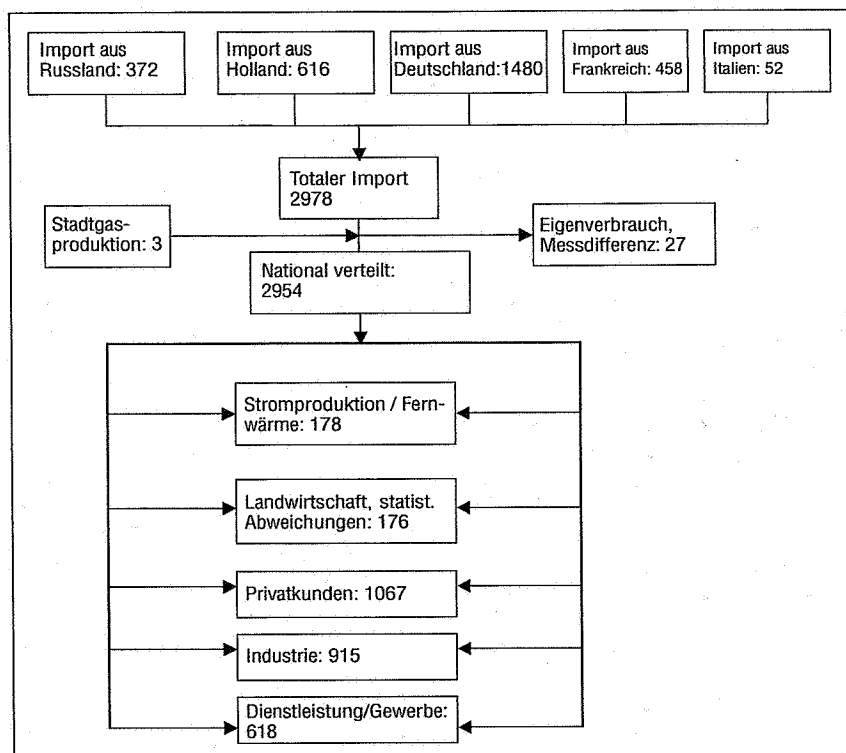 Import aus
Russland: 372
Import aus
Holland: 616
Import aus
Deutschland:1480
Import aus
Frankreich: 458
Import aus
Italien: 52
Totaler Import
2978
Stadtgas-
produktion: 3
Eigenverbrauch,
Messdifferenz: 27
National verteilt:
2954
Stromproduktion / Fern-
wärme: 178
Landwirtschaft, statist.
Abweichungen: 176
Privatkunden: 1067
Industrie: 915
Dienstleistung/Gewerbe:
618